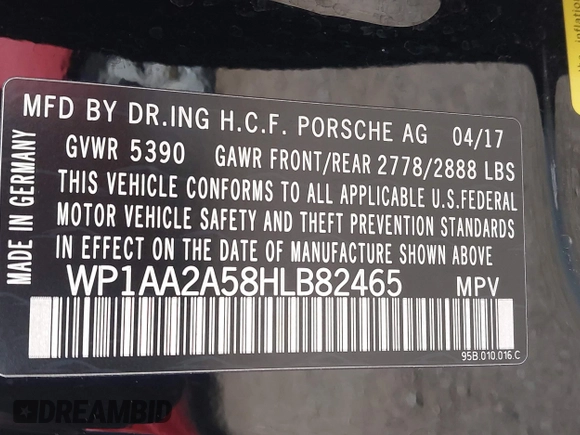 MFD BY DR.ING H.C.F. PORSCHE AG 04/17
GVWR 5390 GAWR FRONT/REAR 2778/2888 LBS
THIS VEHICLE CONFORMS TO ALL APPLICABLE U.S.FEDERAL
MOTOR VEHICLE SAFETY AND THEFT PREVENTION STANDARDS
IN EFFECT ON THE DATE OF MANUFACTURE SHOWN ABOVE
WP1AA2A58HLB82465 MPV
95B.010.016.C
MADE IN GERMANY
DREAMBID